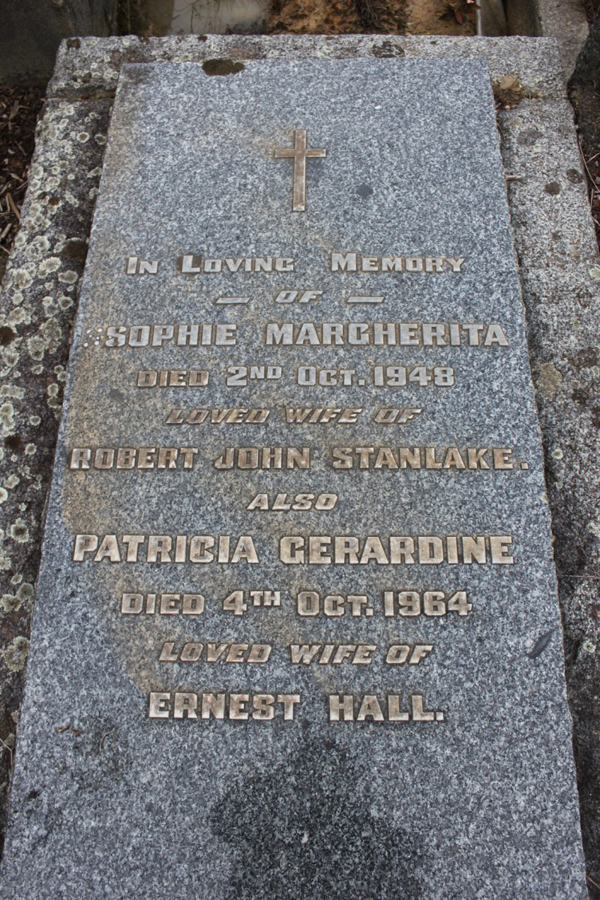 IN LOVING MEMORY
— OF —
SOPHIE MARGHERITA
DIED 2ND OCT. 1948
LOVED WIFE OF
ROBERT JOHN STANLAKE.
ALSO
PATRICIA GERARDINE
DIED 4TH OCT. 1964
LOVED WIFE OF
ERNEST HALL.